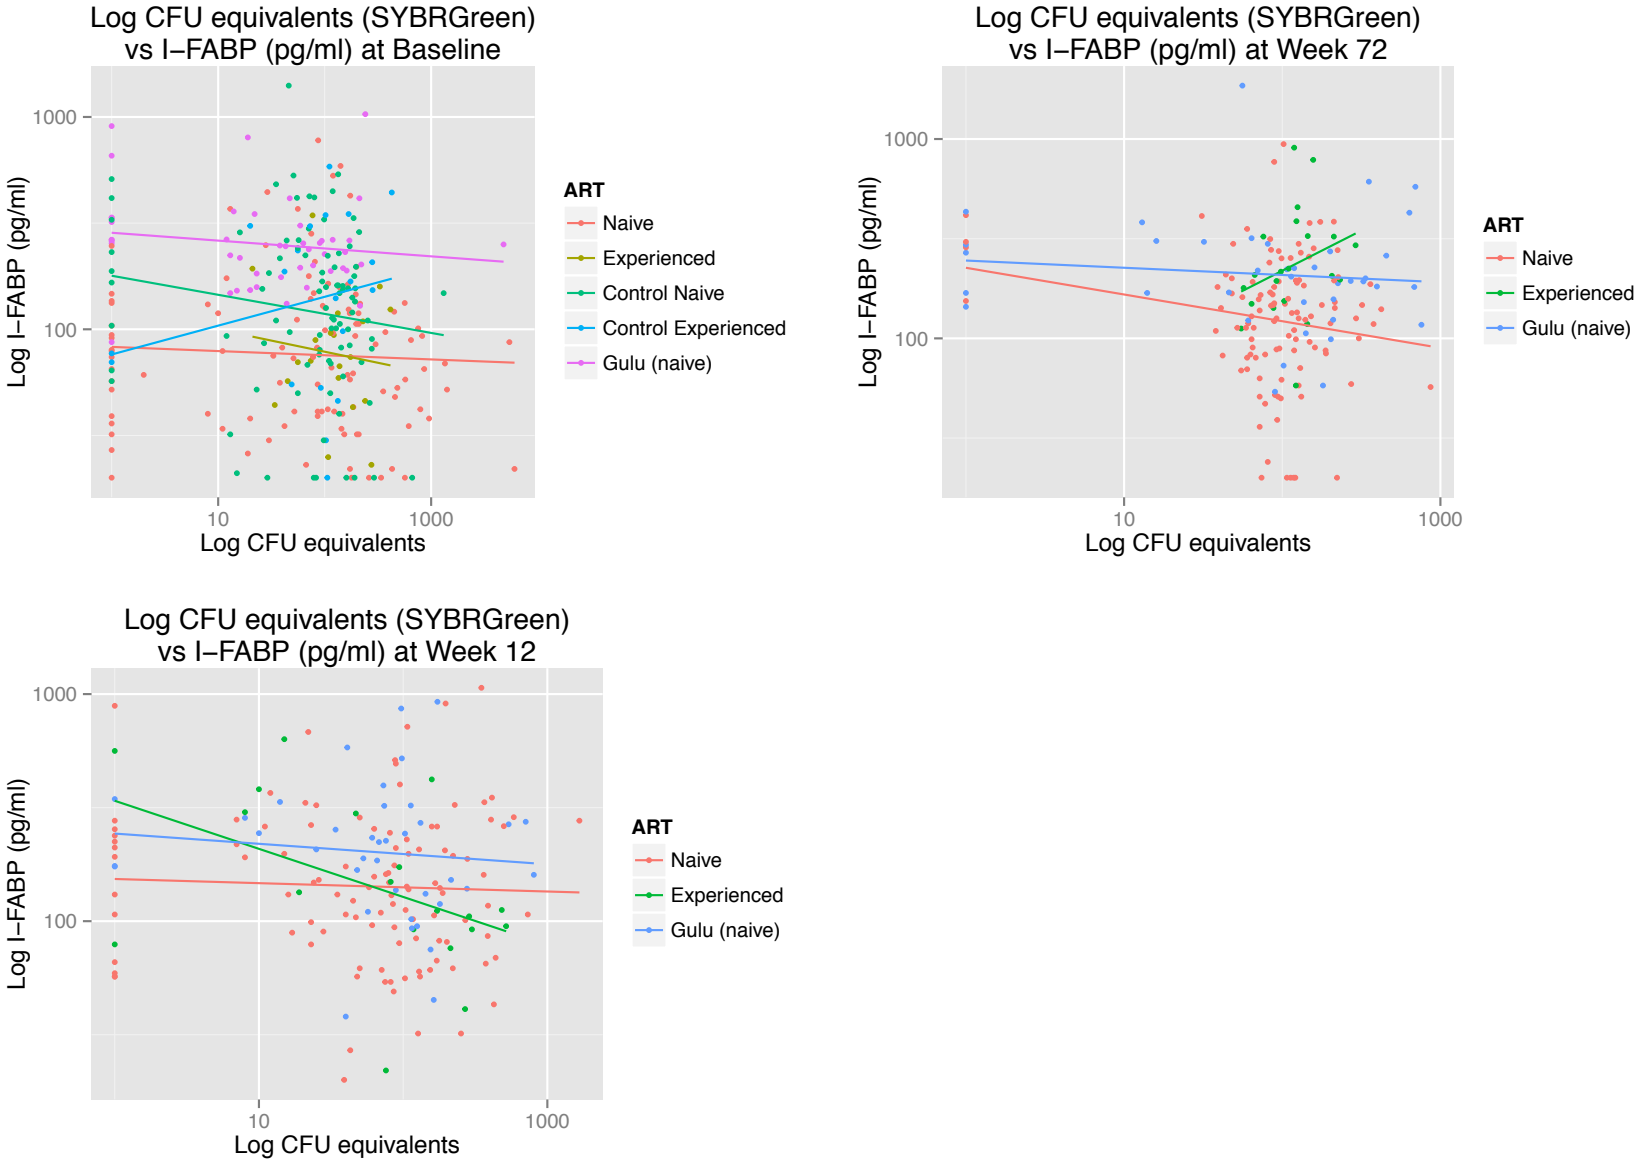 Log CFU equivalents (SYBRGreen)
vs I−FABP (pg/ml) at Baseline
1000
100
Log I−FABP (pg/ml)
10
1000
Log CFU equivalents
ART
Naive
Experienced
Control Naive
Control Experienced
Gulu (naive)
Log CFU equivalents (SYBRGreen)
vs I−FABP (pg/ml) at Week 72
1000
100
Log I−FABP (pg/ml)
10
1000
Log CFU equivalents
ART
Naive
Experienced
Gulu (naive)
Log CFU equivalents (SYBRGreen)
vs I−FABP (pg/ml) at Week 12
1000
100
Log I−FABP (pg/ml)
10
1000
Log CFU equivalents
ART
Naive
Experienced
Gulu (naive)